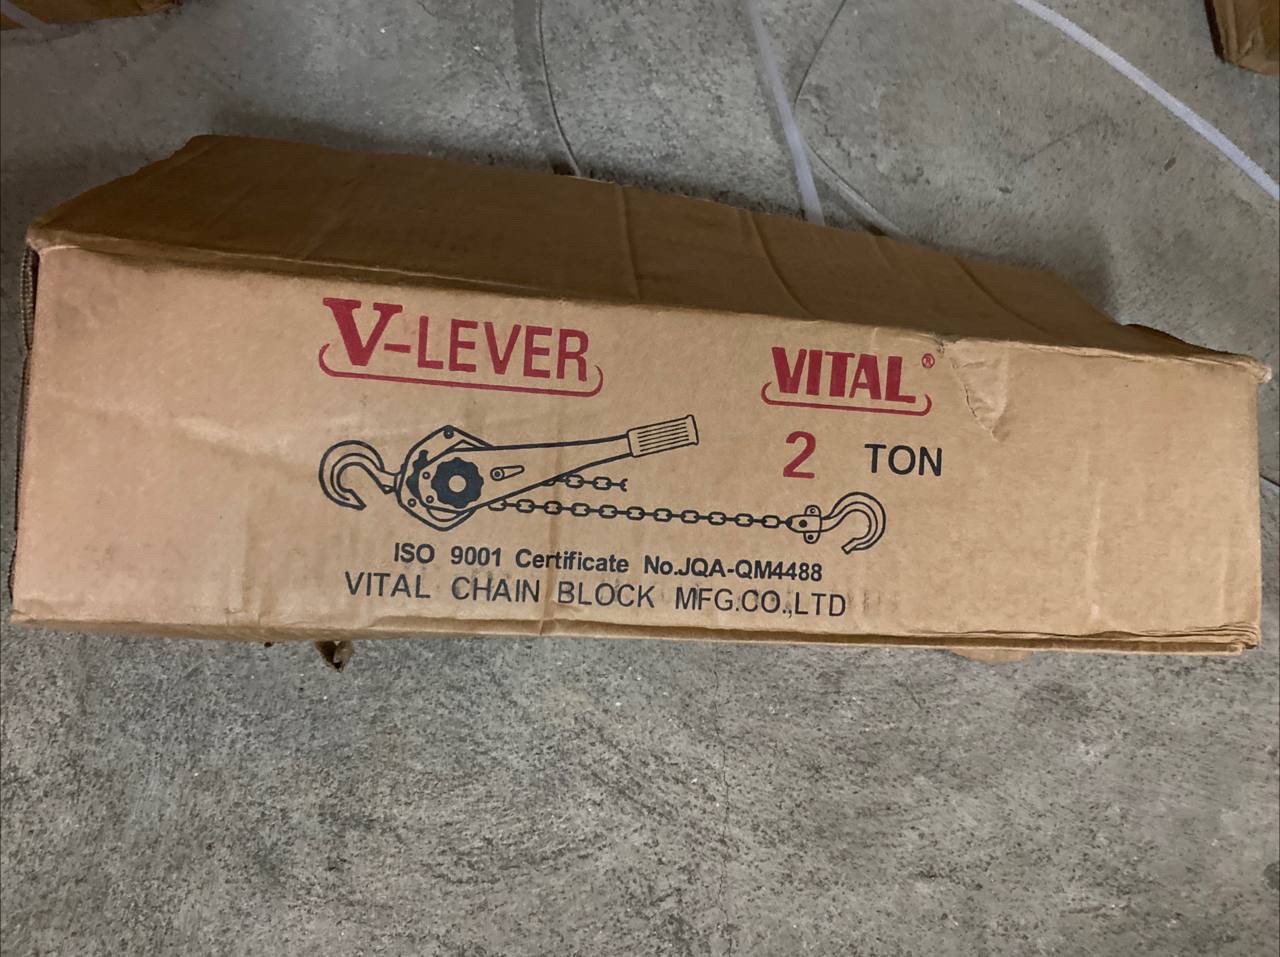 V-LEVER
VITAL®
2 TON
ISO 9001 Certificate No.JQA-QM4488
VITAL CHAIN BLOCK MFG.CO.,LTD